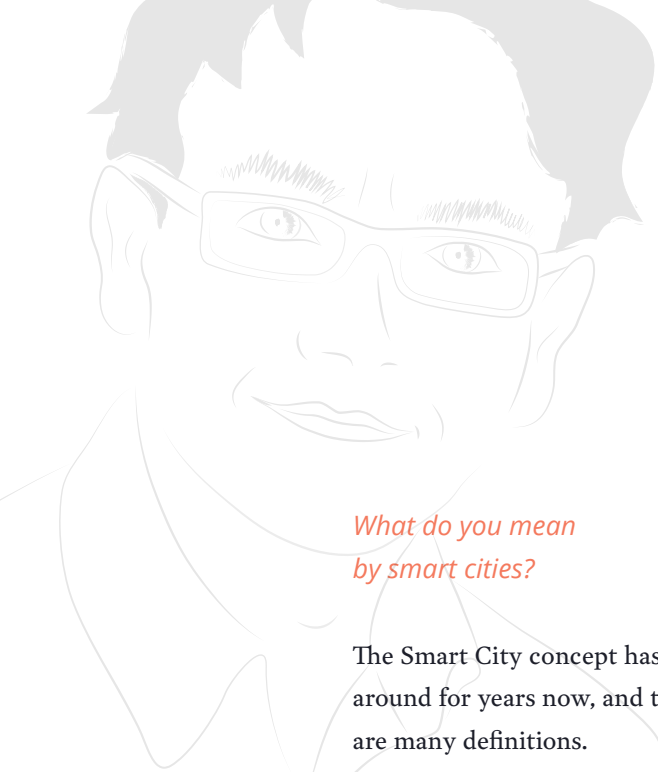 What do you mean
by smart cities?
The Smart City concept has
around for years now, and t
are many definitions.